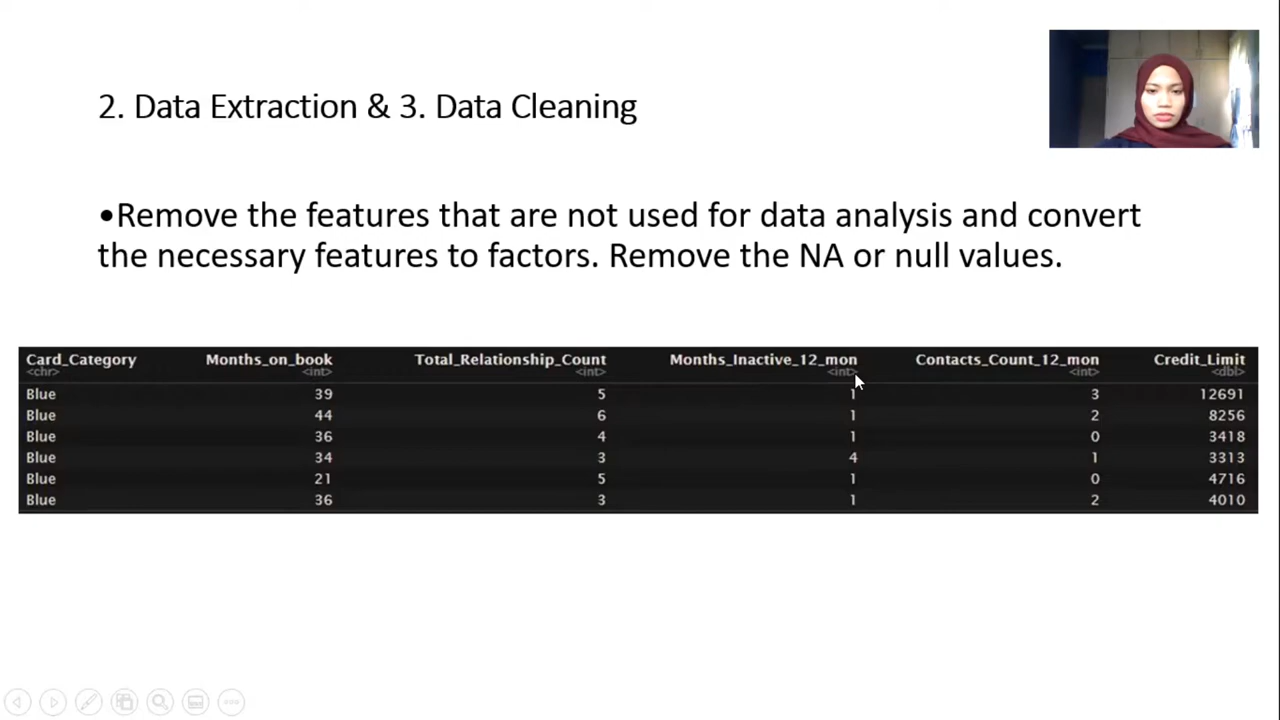 2. Data Extraction & 3. Data Cleaning
•Remove the features that are not used for data analysis and convert
the necessary features to factors. Remove the NA or null values.
Card_Category Months_on_book Total_Relationship_Count Months_Inactive_12_mon Contacts_Count_12_mon Credit_Limit
<chr> <int> <int> <int> <int> <dbl>
Blue 39 5 1 3 12691
Blue 44 6 1 2 8256
Blue 36 4 1 0 3418
Blue 34 3 4 1 3313
Blue 21 5 1 0 4716
Blue 36 3 1 2 4010